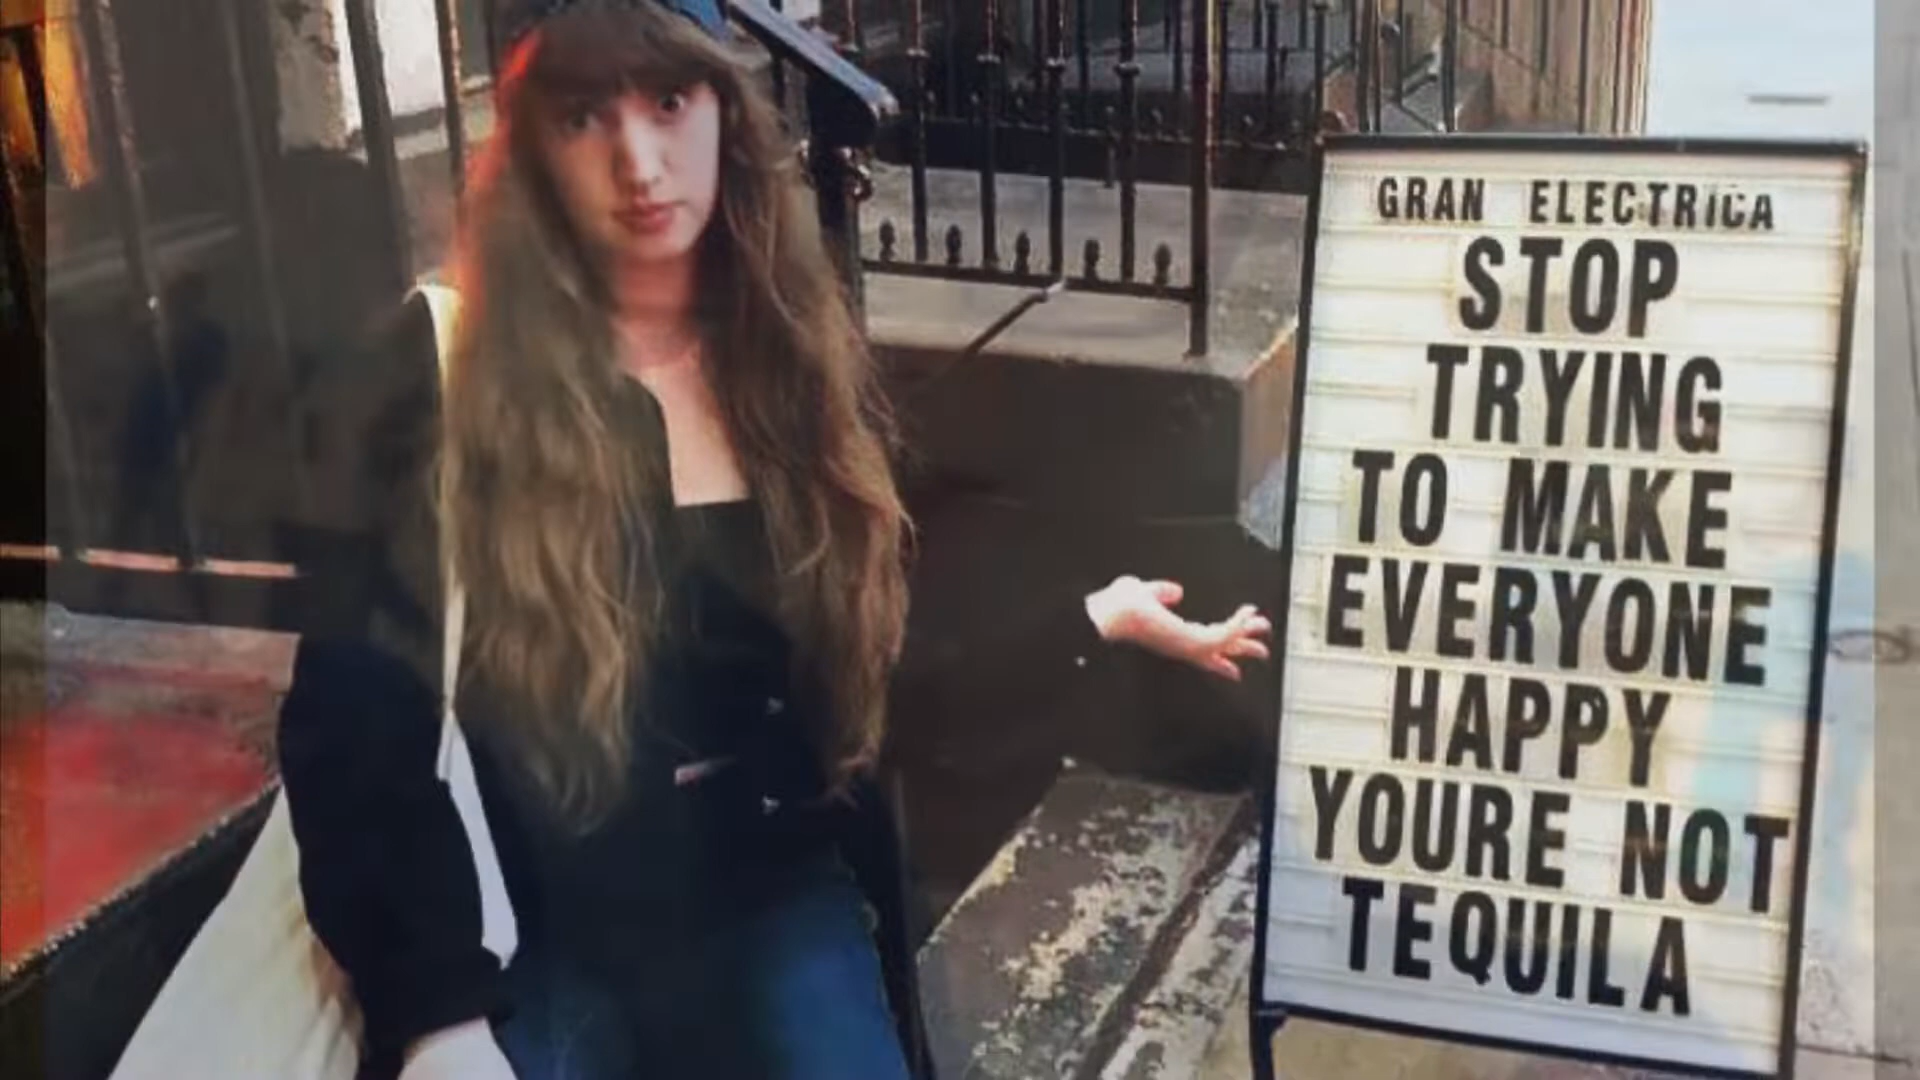 GRAN ELECTRICA
STOP
TRYING
TO MAKE
EVERYONE
HAPPY
YOURE NOT
TEQUILA